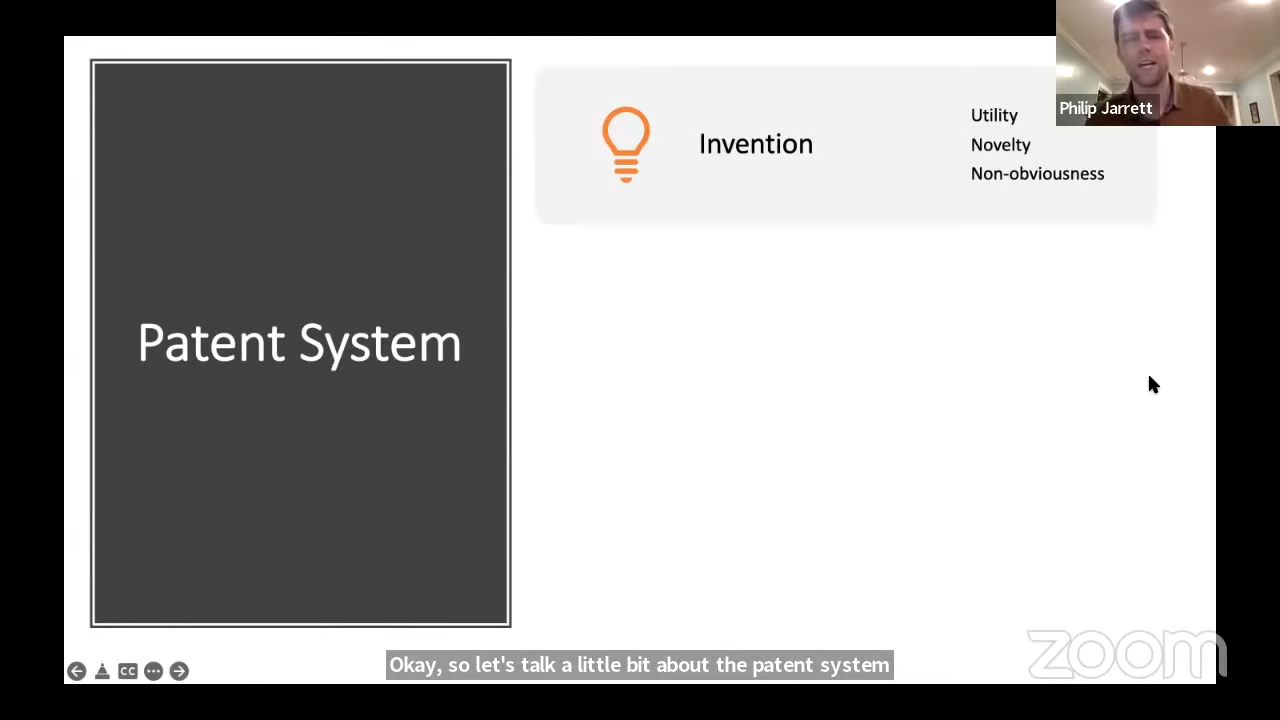 Patent System
Invention
Utility
Novelty
Non-obviousness
Philip Jarrett
CC
Okay, so let's talk a little bit about the patent system
zoom